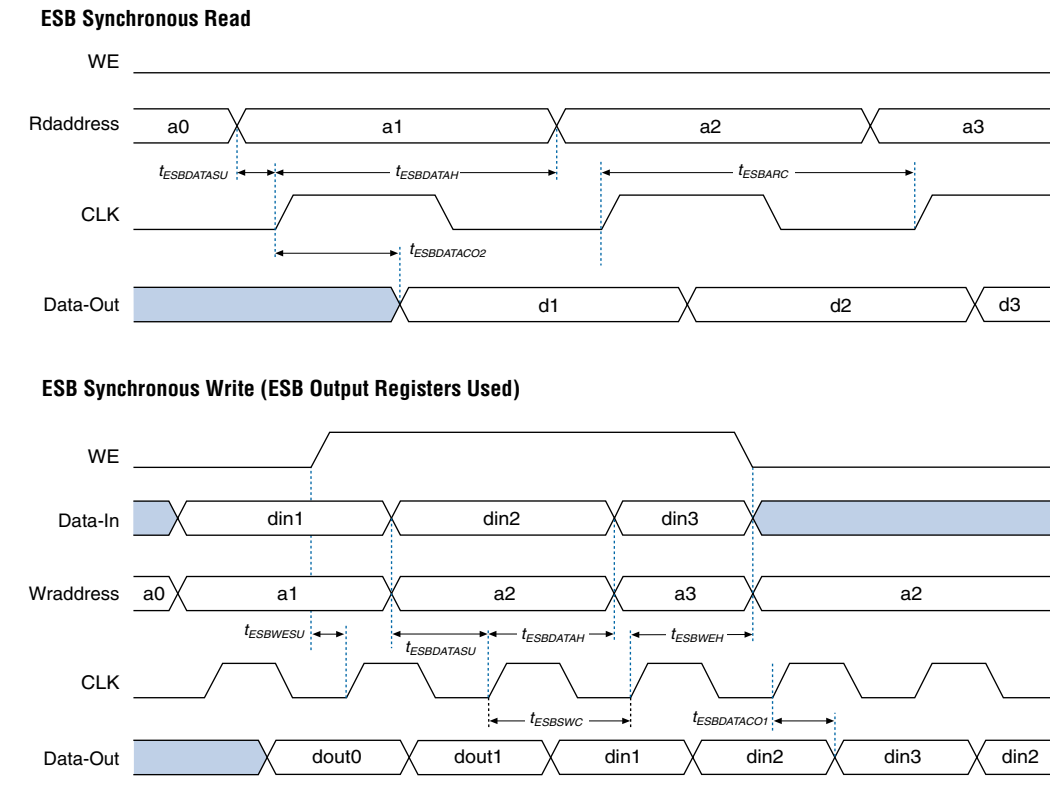 ESB Synchronous Read
WE
Rdaddress a0 a1 a2 a3
tESBDATASU tESBDATAH tESBARC
CLK
tESBDATACO2
Data-Out d1 d2 d3
ESB Synchronous Write (ESB Output Registers Used)
WE
Data-In din1 din2 din3
Wraddress a0 a1 a2 a3 a2
tESBWESU tESBDATASU tESBDATAH tESBWEH
CLK
tESBSWC tESBDATACO1
Data-Out dout0 dout1 din1 din2 din3 din2